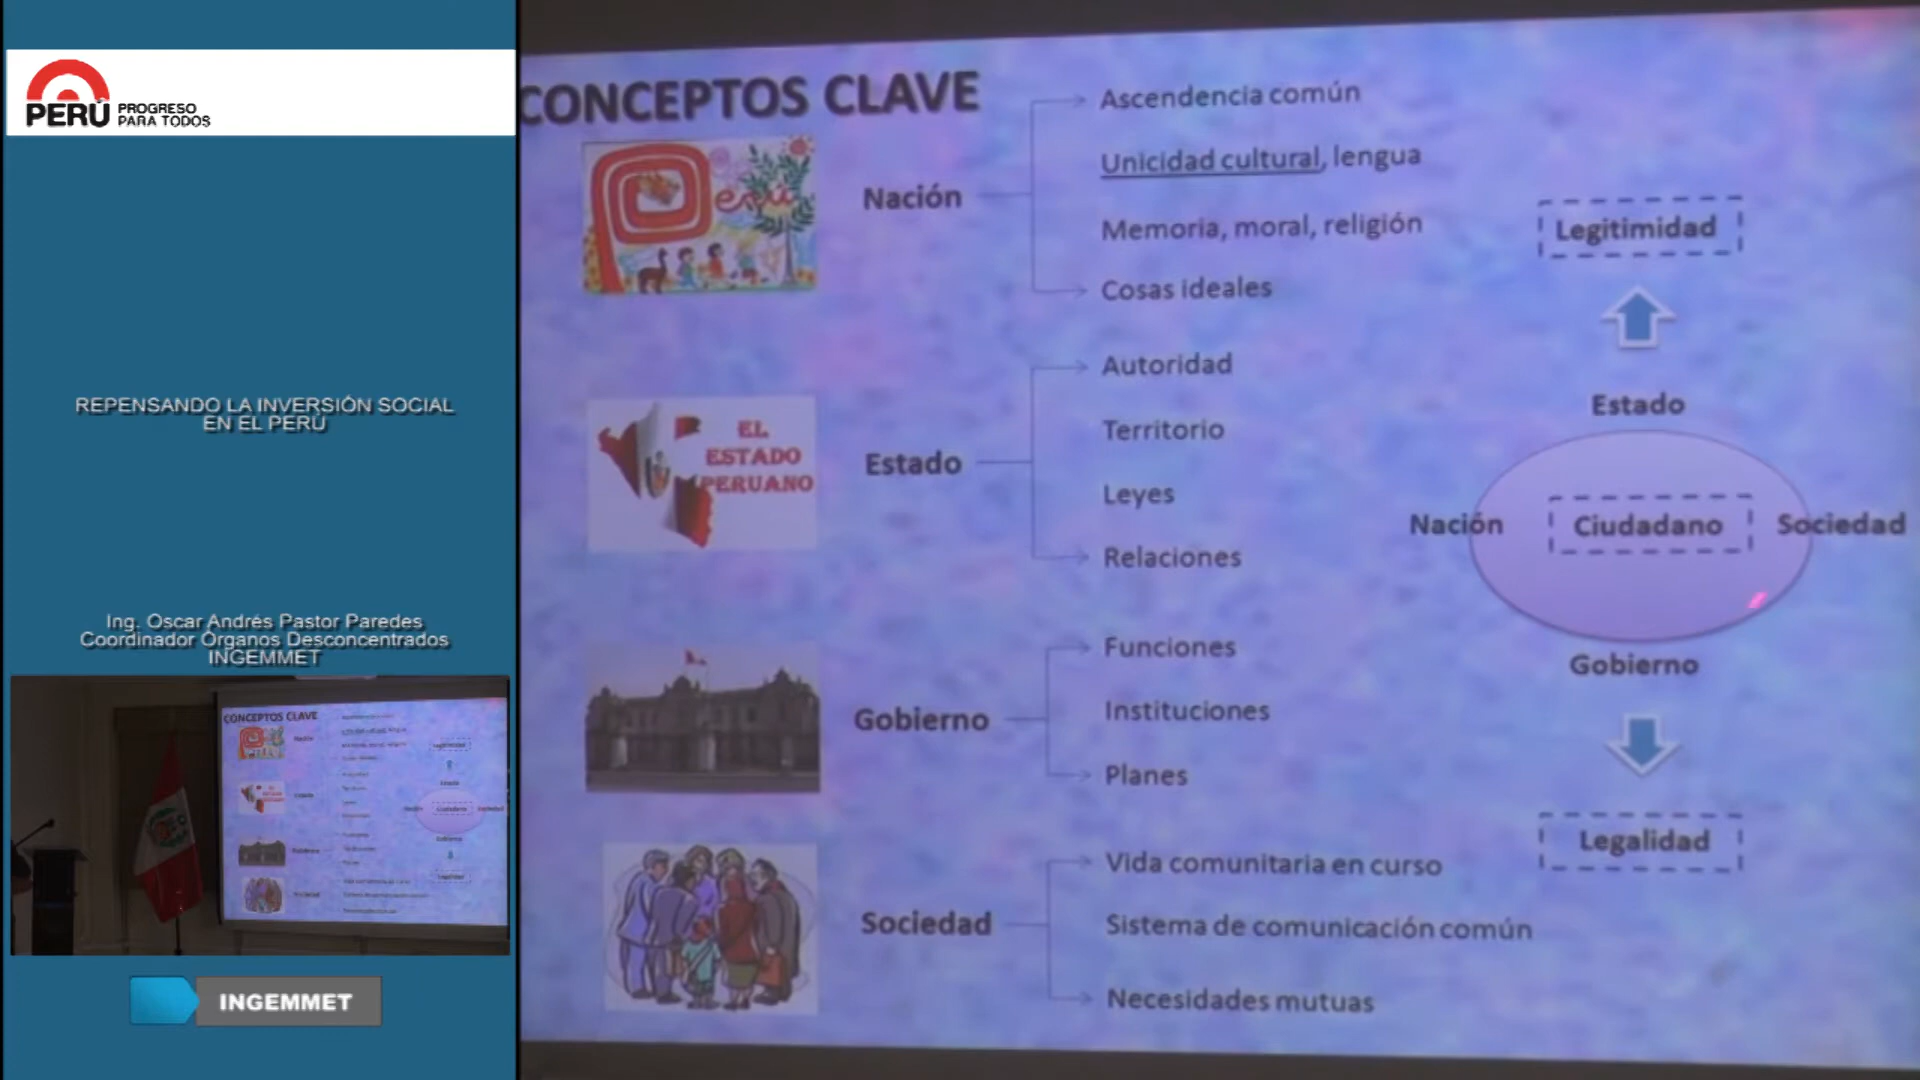 PERÚ PROGRESO
PARA TODOS
REPENSANDO LA INVERSIÓN SOCIAL
EN EL PERÚ
Ing. Oscar Andrés Pastor Paredes
Coordinador Órganos Desconcentrados
INGEMMET
INGEMMET
CONCEPTOS CLAVE
Perú
Nación
Ascendencia común
Unicidad cultural, lengua
Memoria, moral, religión
Cosas ideales
EL
ESTADO
PERUANO
Estado
Autoridad
Territorio
Leyes
Relaciones
Gobierno
Funciones
Instituciones
Planes
Sociedad
Vida comunitaria en curso
Sistema de comunicación común
Necesidades mutuas
Legitimidad
Estado
Nación
Ciudadano
Sociedad
Gobierno
Legalidad
CONCEPTOS CLAVE